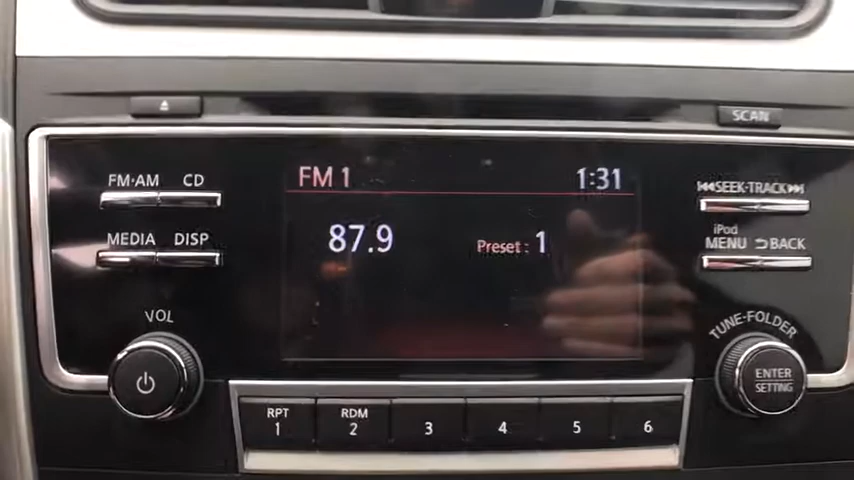 SCAN
FM·AM CD
FM 1 1:31
⏮SEEK·TRACK⏭
iPod
MEDIA DISP
87.9 Preset : 1
MENU ⮌BACK
VOL
TUNE·FOLDER
ENTER
SETTING
RPT RDM
1 2 3 4 5 6